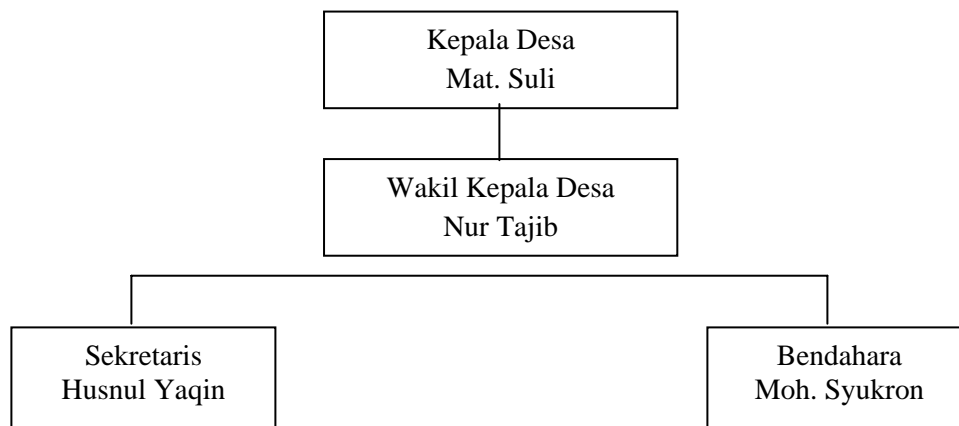 Kepala Desa
Mat. Suli
Wakil Kepala Desa
Nur Tajib
Sekretaris
Husnul Yaqin
Bendahara
Moh. Syukron